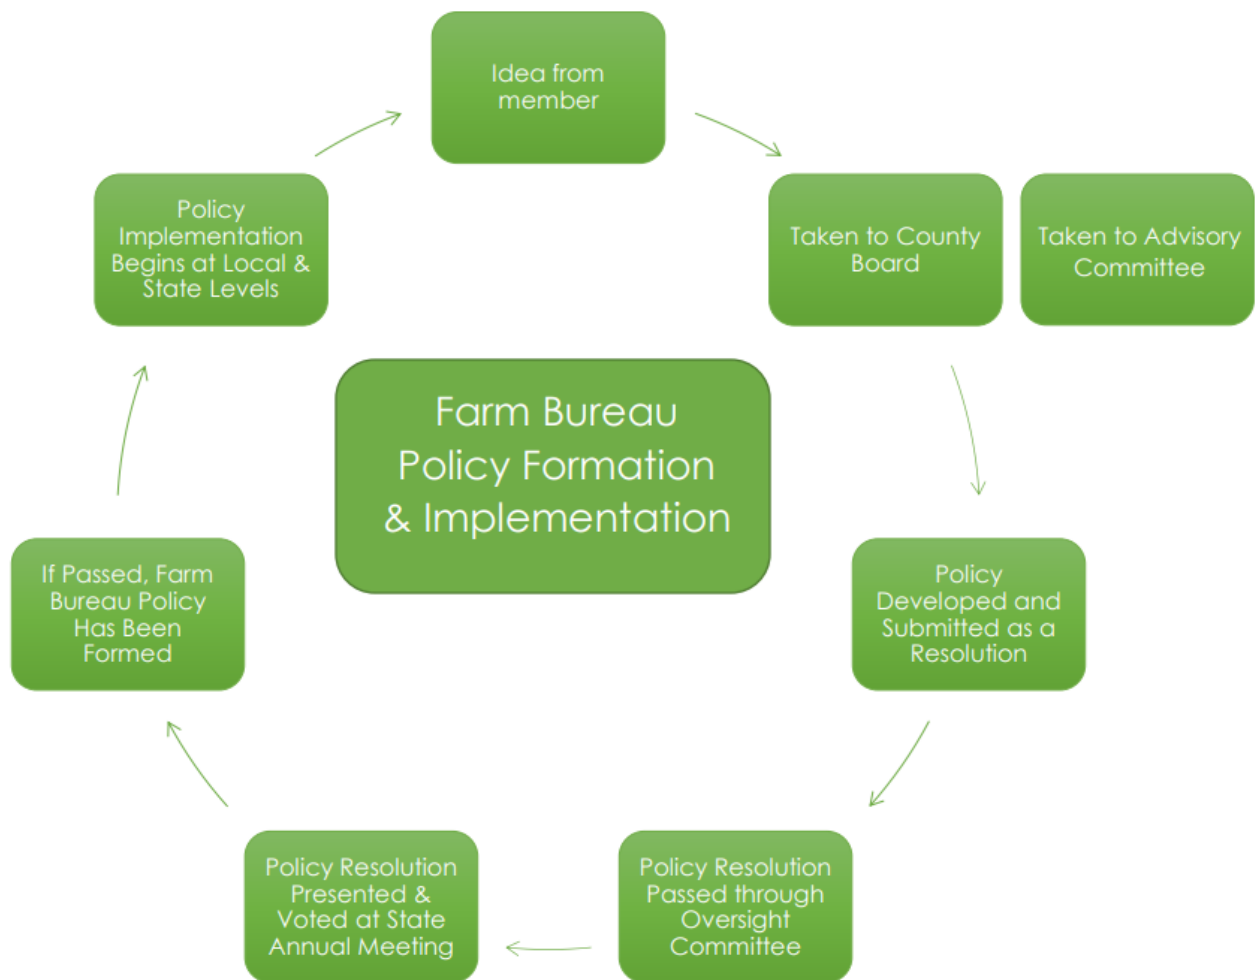 Idea from
member
Taken to County
Board
Taken to Advisory
Committee
Policy
Developed and
Submitted as a
Resolution
Policy Resolution
Passed through
Oversight
Committee
Policy Resolution
Presented &
Voted at State
Annual Meeting
If Passed, Farm
Bureau Policy
Has Been
Formed
Policy
Implementation
Begins at Local &
State Levels
Farm Bureau
Policy Formation
& Implementation